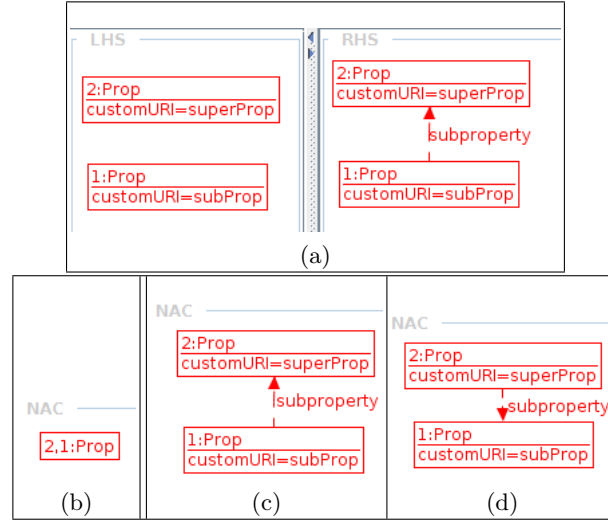 LHS
2:Prop
customURI=superProp
1:Prop
customURI=subProp
RHS
2:Prop
customURI=superProp
subproperty
1:Prop
customURI=subProp
(a)
NAC
2,1:Prop
(b)
NAC
2:Prop
customURI=superProp
subproperty
1:Prop
customURI=subProp
(c)
NAC
2:Prop
customURI=superProp
subproperty
1:Prop
customURI=subProp
(d)